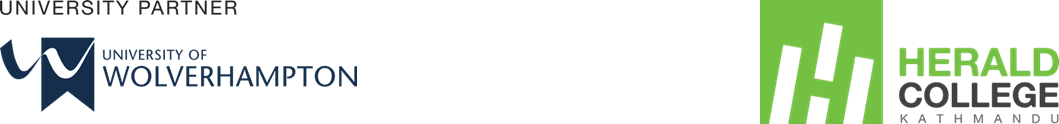 UNIVERSITY PARTNER
UNIVERSITY OF
WOLVERHAMPTON
HERALD
COLLEGE
KATHMANDU